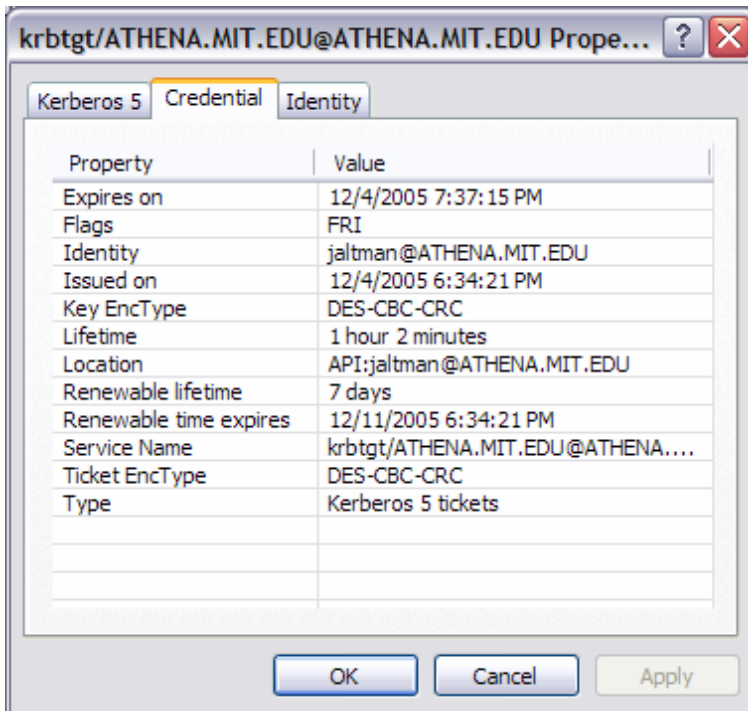 krbtgt/ATHENA.MIT.EDU@ATHENA.MIT.EDU Prope... ?
Kerberos 5 Credential Identity
Property Value
Expires on 12/4/2005 7:37:15 PM
Flags FRI
Identity jaltman@ATHENA.MIT.EDU
Issued on 12/4/2005 6:34:21 PM
Key EncType DES-CBC-CRC
Lifetime 1 hour 2 minutes
Location API:jaltman@ATHENA.MIT.EDU
Renewable lifetime 7 days
Renewable time expires 12/11/2005 6:34:21 PM
Service Name krbtgt/ATHENA.MIT.EDU@ATHENA....
Ticket EncType DES-CBC-CRC
Type Kerberos 5 tickets
OK Cancel Apply